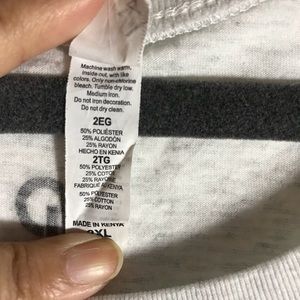 Machine wash warm,
inside out, with like
colors. Only non-chlorine
bleach. Tumble dry low.
Medium iron.
Do not iron decoration.
Do not dry clean.
2EG
50% POLIÉSTER
25% ALGODÓN
25% RAYON
HECHO EN KENIA
2TG
50% POLYESTER
25% COTON
25% RAYONNE
FABRIQUÉ AU KENYA
50% POLYESTER
25% COTTON
25% RAYON
MADE IN KENYA
2XL
G